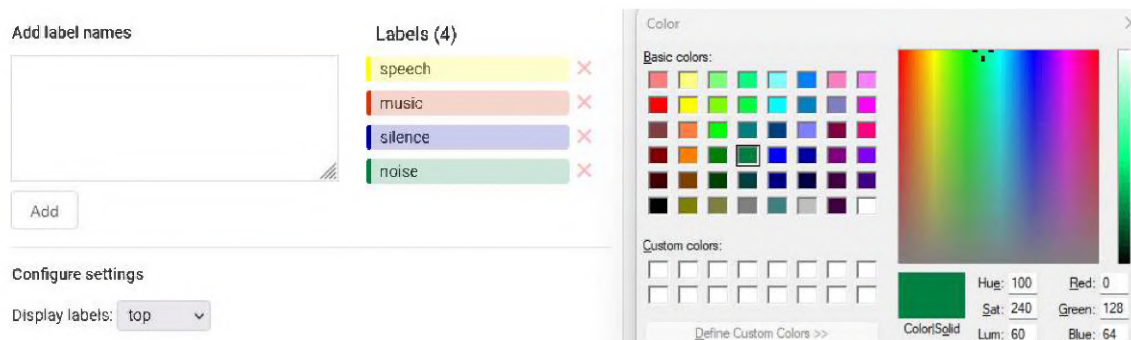 Add label names
Labels (4)
speech
music
silence
noise
Add
Configure settings
Display labels: top
Color
Basic colors:
Custom colors:
Define Custom Colors >>
Color|Solid
Hue: 100
Sat: 240
Lum: 60
Red: 0
Green: 128
Blue: 64